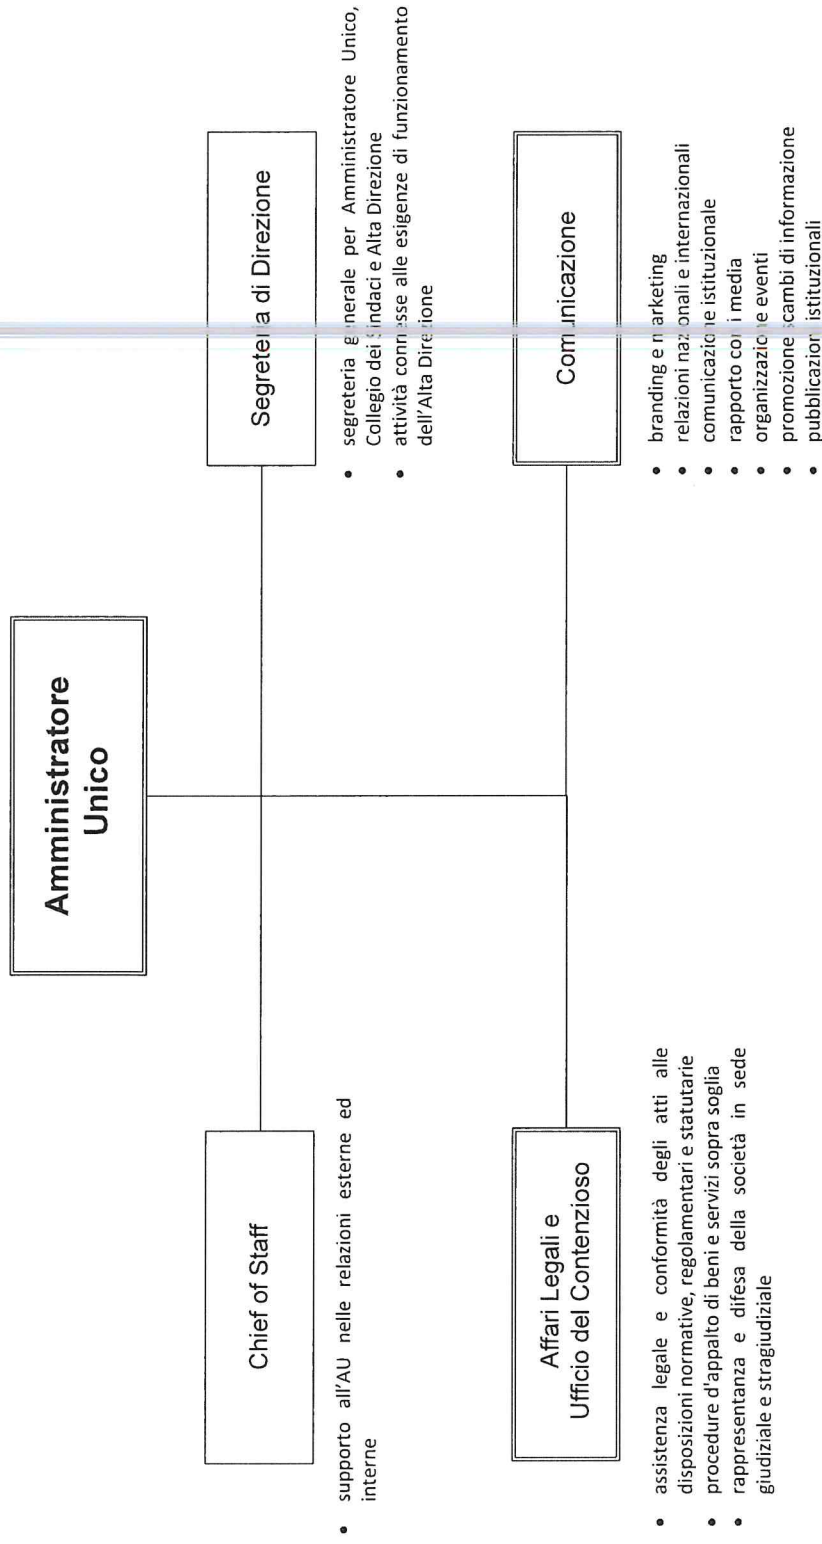 Amministratore
Unico
Chief of Staff
• supporto all'AU nelle relazioni esterne ed
interne
Segreteria di Direzione
• segreteria generale per Amministratore Unico,
Collegio dei Sindaci e Alta Direzione
• attività connesse alle esigenze di funzionamento
dell'Alta Direzione
Affari Legali e
Ufficio del Contenzioso
• assistenza legale e conformità degli atti alle
disposizioni normative, regolamentari e statutarie
• procedure d'appalto di beni e servizi sopra soglia
• rappresentanza e difesa della società in sede
giudiziale e stragiudiziale
Comunicazione
• branding e marketing
• relazioni nazionali e internazionali
• comunicazione istituzionale
• rapporto con i media
• organizzazione eventi
• promozione scambi di informazione
• pubblicazioni istituzionali